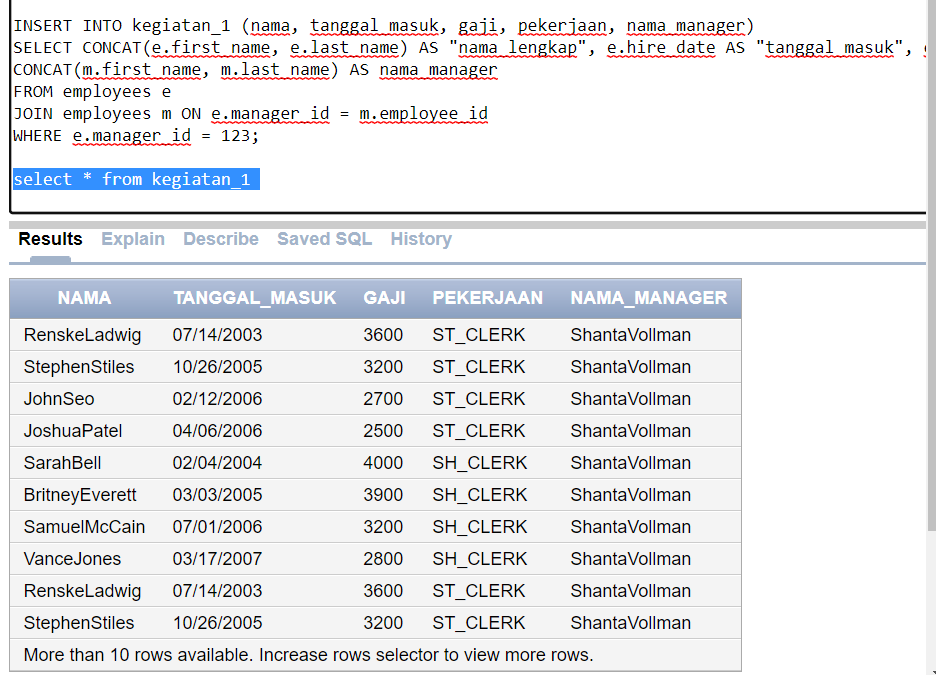 INSERT INTO kegiatan_1 (nama, tanggal_masuk, gaji, pekerjaan, nama_manager)
SELECT CONCAT(e.first_name, e.last_name) AS "nama_lengkap", e.hire_date AS "tanggal_masuk",
CONCAT(m.first_name, m.last_name) AS nama_manager
FROM employees e
JOIN employees m ON e.manager_id = m.employee_id
WHERE e.manager_id = 123;
select * from kegiatan_1
Results Explain Describe Saved SQL History
NAMA TANGGAL_MASUK GAJI PEKERJAAN NAMA_MANAGER
RenskeLadwig 07/14/2003 3600 ST_CLERK ShantaVollman
StephenStiles 10/26/2005 3200 ST_CLERK ShantaVollman
JohnSeo 02/12/2006 2700 ST_CLERK ShantaVollman
JoshuaPatel 04/06/2006 2500 ST_CLERK ShantaVollman
SarahBell 02/04/2004 4000 SH_CLERK ShantaVollman
BritneyEverett 03/03/2005 3900 SH_CLERK ShantaVollman
SamuelMcCain 07/01/2006 3200 SH_CLERK ShantaVollman
VanceJones 03/17/2007 2800 SH_CLERK ShantaVollman
RenskeLadwig 07/14/2003 3600 ST_CLERK ShantaVollman
StephenStiles 10/26/2005 3200 ST_CLERK ShantaVollman
More than 10 rows available. Increase rows selector to view more rows.